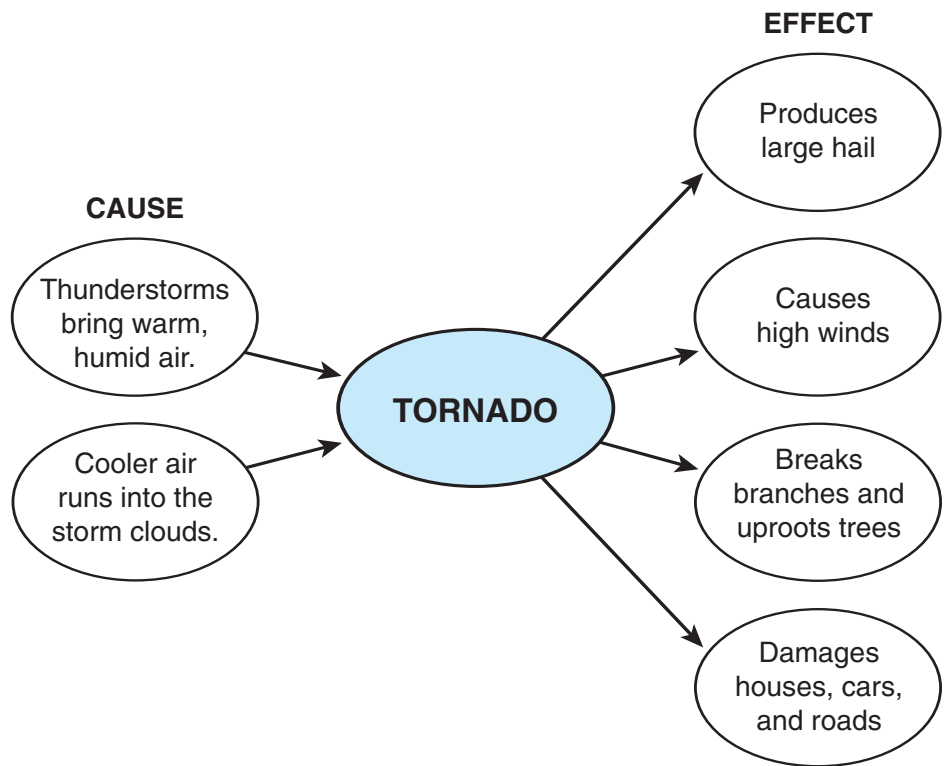 CAUSE
Thunderstorms
bring warm,
humid air.
Cooler air
runs into the
storm clouds.
TORNADO
EFFECT
Produces
large hail
Causes
high winds
Breaks
branches and
uproots trees
Damages
houses, cars,
and roads